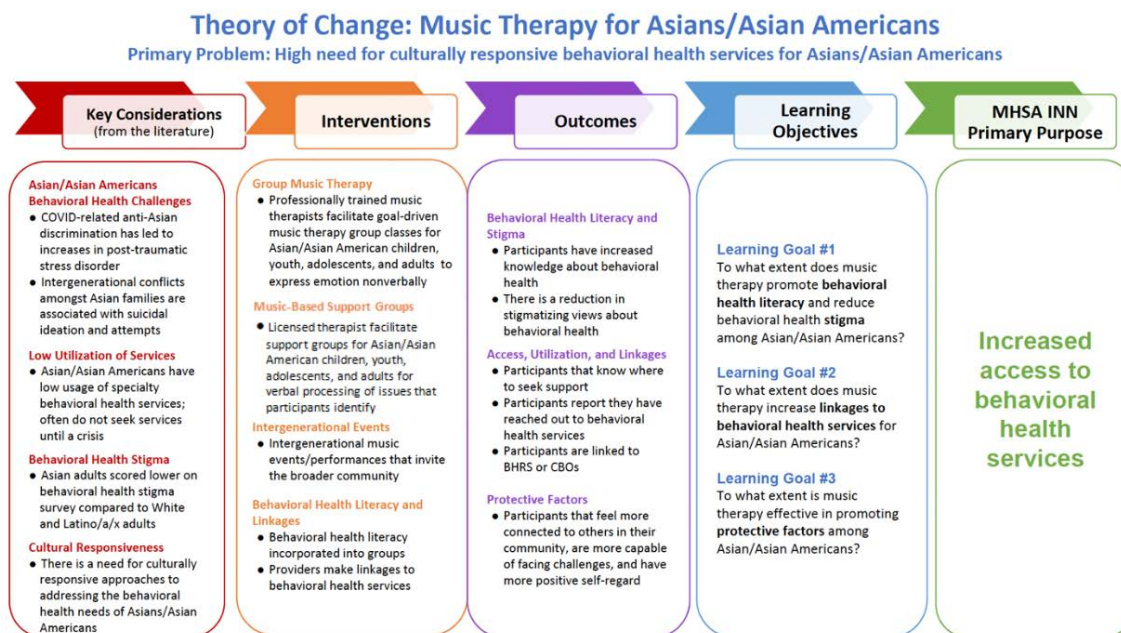 Theory of Change: Music Therapy for Asians/Asian Americans
Primary Problem: High need for culturally responsive behavioral health services for Asians/Asian Americans
Key Considerations
(from the literature)
Asian/Asian Americans
Behavioral Health Challenges
● COVID-related anti-Asian
discrimination has led to
increases in post-traumatic
stress disorder
● Intergenerational conflicts
amongst Asian families are
associated with suicidal
ideation and attempts
Low Utilization of Services
● Asian/Asian Americans have
low usage of specialty
behavioral health services;
often do not seek services
until a crisis
Behavioral Health Stigma
● Asian adults scored lower on
behavioral health stigma
survey compared to White
and Latino/a/x adults
Cultural Responsiveness
● There is a need for culturally
responsive approaches to
addressing the behavioral
health needs of Asians/Asian
Americans
Interventions
Group Music Therapy
● Professionally trained music
therapists facilitate goal-driven
music therapy group classes for
Asian/Asian American children,
youth, adolescents, and adults to
express emotion nonverbally
Music-Based Support Groups
● Licensed therapist facilitate
support groups for Asian/Asian
American children, youth,
adolescents, and adults for
verbal processing of issues that
participants identify
Intergenerational Events
● Intergenerational music
events/performances that invite
the broader community
Behavioral Health Literacy and
Linkages
● Behavioral health literacy
incorporated into groups
● Providers make linkages to
behavioral health services
Outcomes
Behavioral Health Literacy and
Stigma
● Participants have increased
knowledge about behavioral
health
● There is a reduction in
stigmatizing views about
behavioral health
Access, Utilization, and Linkages
● Participants that know where
to seek support
● Participants report they have
reached out to behavioral
health services
● Participants are linked to
BHRS or CBOs
Protective Factors
● Participants that feel more
connected to others in their
community, are more capable
of facing challenges, and have
more positive self-regard
Learning
Objectives
Learning Goal #1
To what extent does music
therapy promote behavioral
health literacy and reduce
behavioral health stigma
among Asian/Asian Americans?
Learning Goal #2
To what extent does music
therapy increase linkages to
behavioral health services for
Asian/Asian Americans?
Learning Goal #3
To what extent is music
therapy effective in promoting
protective factors among
Asian/Asian Americans?
MHSA INN
Primary Purpose
Increased
access to
behavioral
health
services